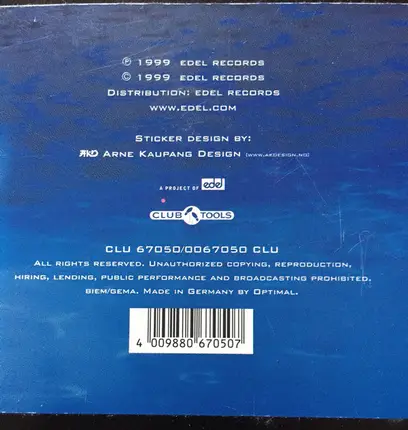 ℗ 1999 EDEL RECORDS
© 1999 EDEL RECORDS
DISTRIBUTION: EDEL RECORDS
WWW.EDEL.COM
STICKER DESIGN BY:
AKD ARNE KAUPANG DESIGN (WWW.AKDESIGN.NO)
A PROJECT OF edel
CLUB TOOLS
CLU 67050/0067050 CLU
ALL RIGHTS RESERVED. UNAUTHORIZED COPYING, REPRODUCTION,
HIRING, LENDING, PUBLIC PERFORMANCE AND BROADCASTING PROHIBITED.
BIEM/GEMA. MADE IN GERMANY BY OPTIMAL.
4 009880 670507